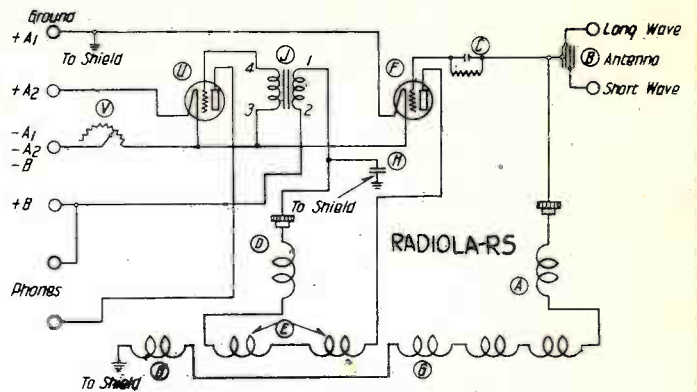 Ground
+A1
To Shield
+A2
V
-A1
-A2
-B
+B
Phones
U
4
J
1
3
2
F
C
Long Wave
B Antenna
Short Wave
M
To Shield
D
RADIOLA-RS
A
E
B
G
To Shield